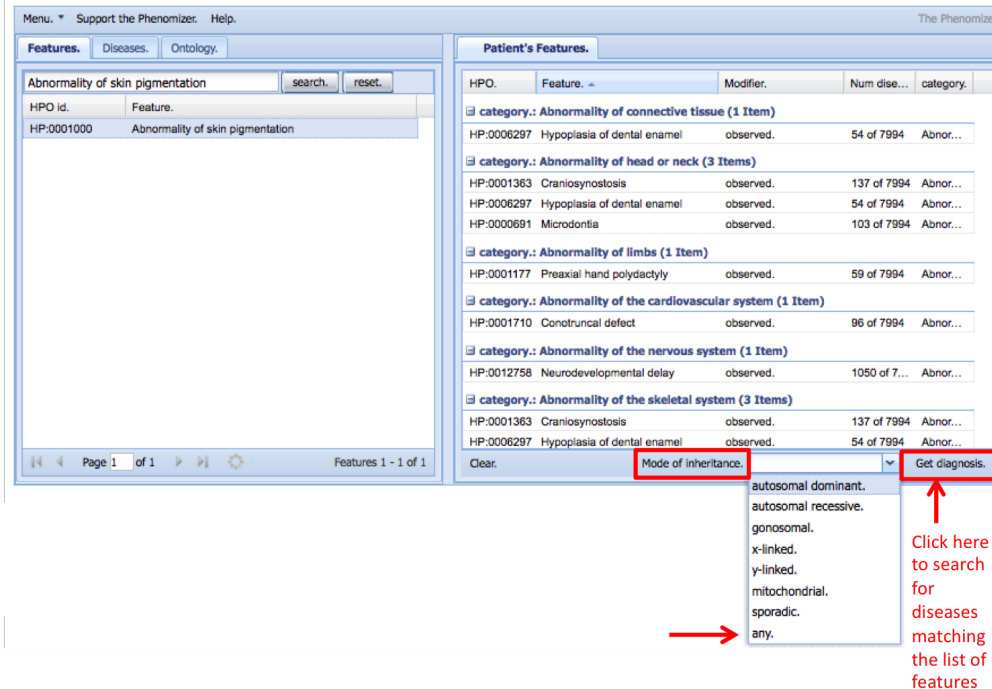 Menu. Support the Phenomizer. Help. The Phenomize
Features. Diseases. Ontology.
Abnormality of skin pigmentation search. reset.
HPO id. Feature.
HP:0001000 Abnormality of skin pigmentation
Page 1 of 1 Features 1 - 1 of 1
Patient's Features.
HPO. Feature. Modifier. Num dise... category.
category.: Abnormality of connective tissue (1 Item)
HP:0006297 Hypoplasia of dental enamel observed. 54 of 7994 Abnor...
category.: Abnormality of head or neck (3 Items)
HP:0001363 Craniosynostosis observed. 137 of 7994 Abnor...
HP:0006297 Hypoplasia of dental enamel observed. 54 of 7994 Abnor...
HP:0000691 Microdontia observed. 103 of 7994 Abnor...
category.: Abnormality of limbs (1 Item)
HP:0001177 Preaxial hand polydactyly observed. 59 of 7994 Abnor...
category.: Abnormality of the cardiovascular system (1 Item)
HP:0001710 Conotruncal defect observed. 96 of 7994 Abnor...
category.: Abnormality of the nervous system (1 Item)
HP:0012758 Neurodevelopmental delay observed. 1050 of 7... Abnor...
category.: Abnormality of the skeletal system (3 Items)
HP:0001363 Craniosynostosis observed. 137 of 7994 Abnor...
HP:0006297 Hypoplasia of dental enamel observed. 54 of 7994 Abnor...
Clear. Mode of inheritance. Get diagnosis.
autosomal dominant.
autosomal recessive.
gonosomal.
x-linked.
y-linked.
mitochondrial.
sporadic.
any.
Click here
to search
for
diseases
matching
the list of
features